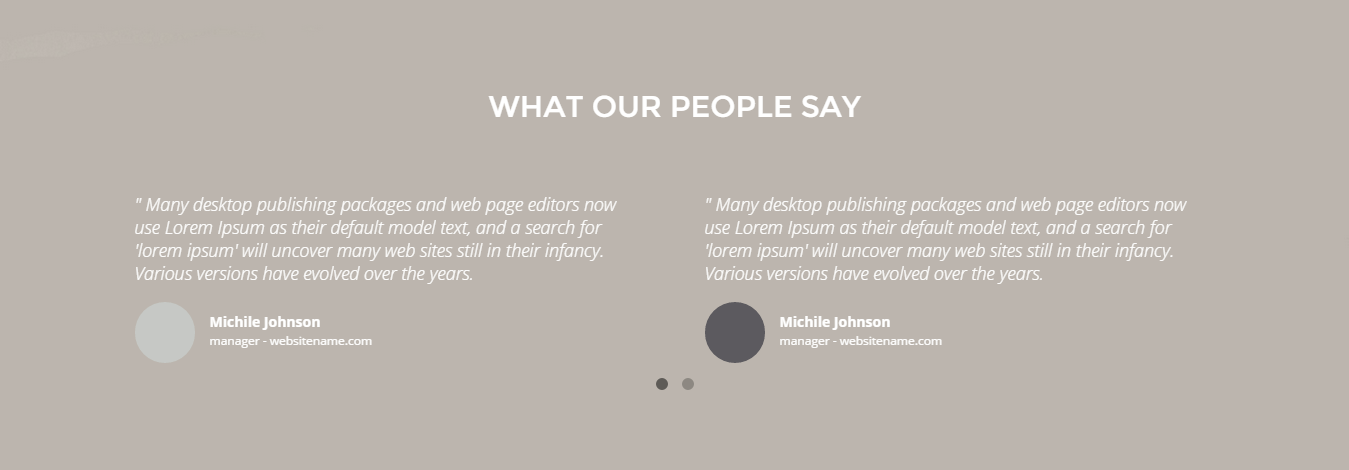 WHAT OUR PEOPLE SAY
" Many desktop publishing packages and web page editors now
use Lorem Ipsum as their default model text, and a search for
'lorem ipsum' will uncover many web sites still in their infancy.
Various versions have evolved over the years.
Michile Johnson
manager - websitename.com
" Many desktop publishing packages and web page editors now
use Lorem Ipsum as their default model text, and a search for
'lorem ipsum' will uncover many web sites still in their infancy.
Various versions have evolved over the years.
Michile Johnson
manager - websitename.com